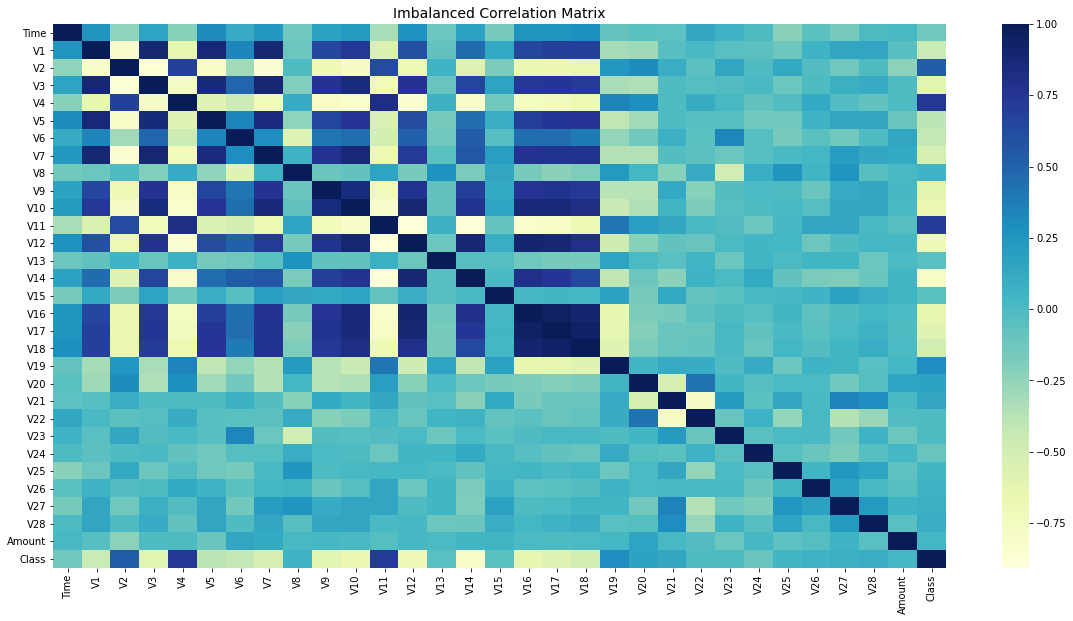 Imbalanced Correlation Matrix
Time
V1
V2
V3
V4
V5
V6
V7
V8
V9
V10
V11
V12
V13
V14
V15
V16
V17
V18
V19
V20
V21
V22
V23
V24
V25
V26
V27
V28
Amount
Class
Time V1 V2 V3 V4 V5 V6 V7 V8 V9 V10 V11 V12 V13 V14 V15 V16 V17 V18 V19 V20 V21 V22 V23 V24 V25 V26 V27 V28 Amount Class
1.00
0.75
0.50
0.25
0.00
−0.25
−0.50
−0.75